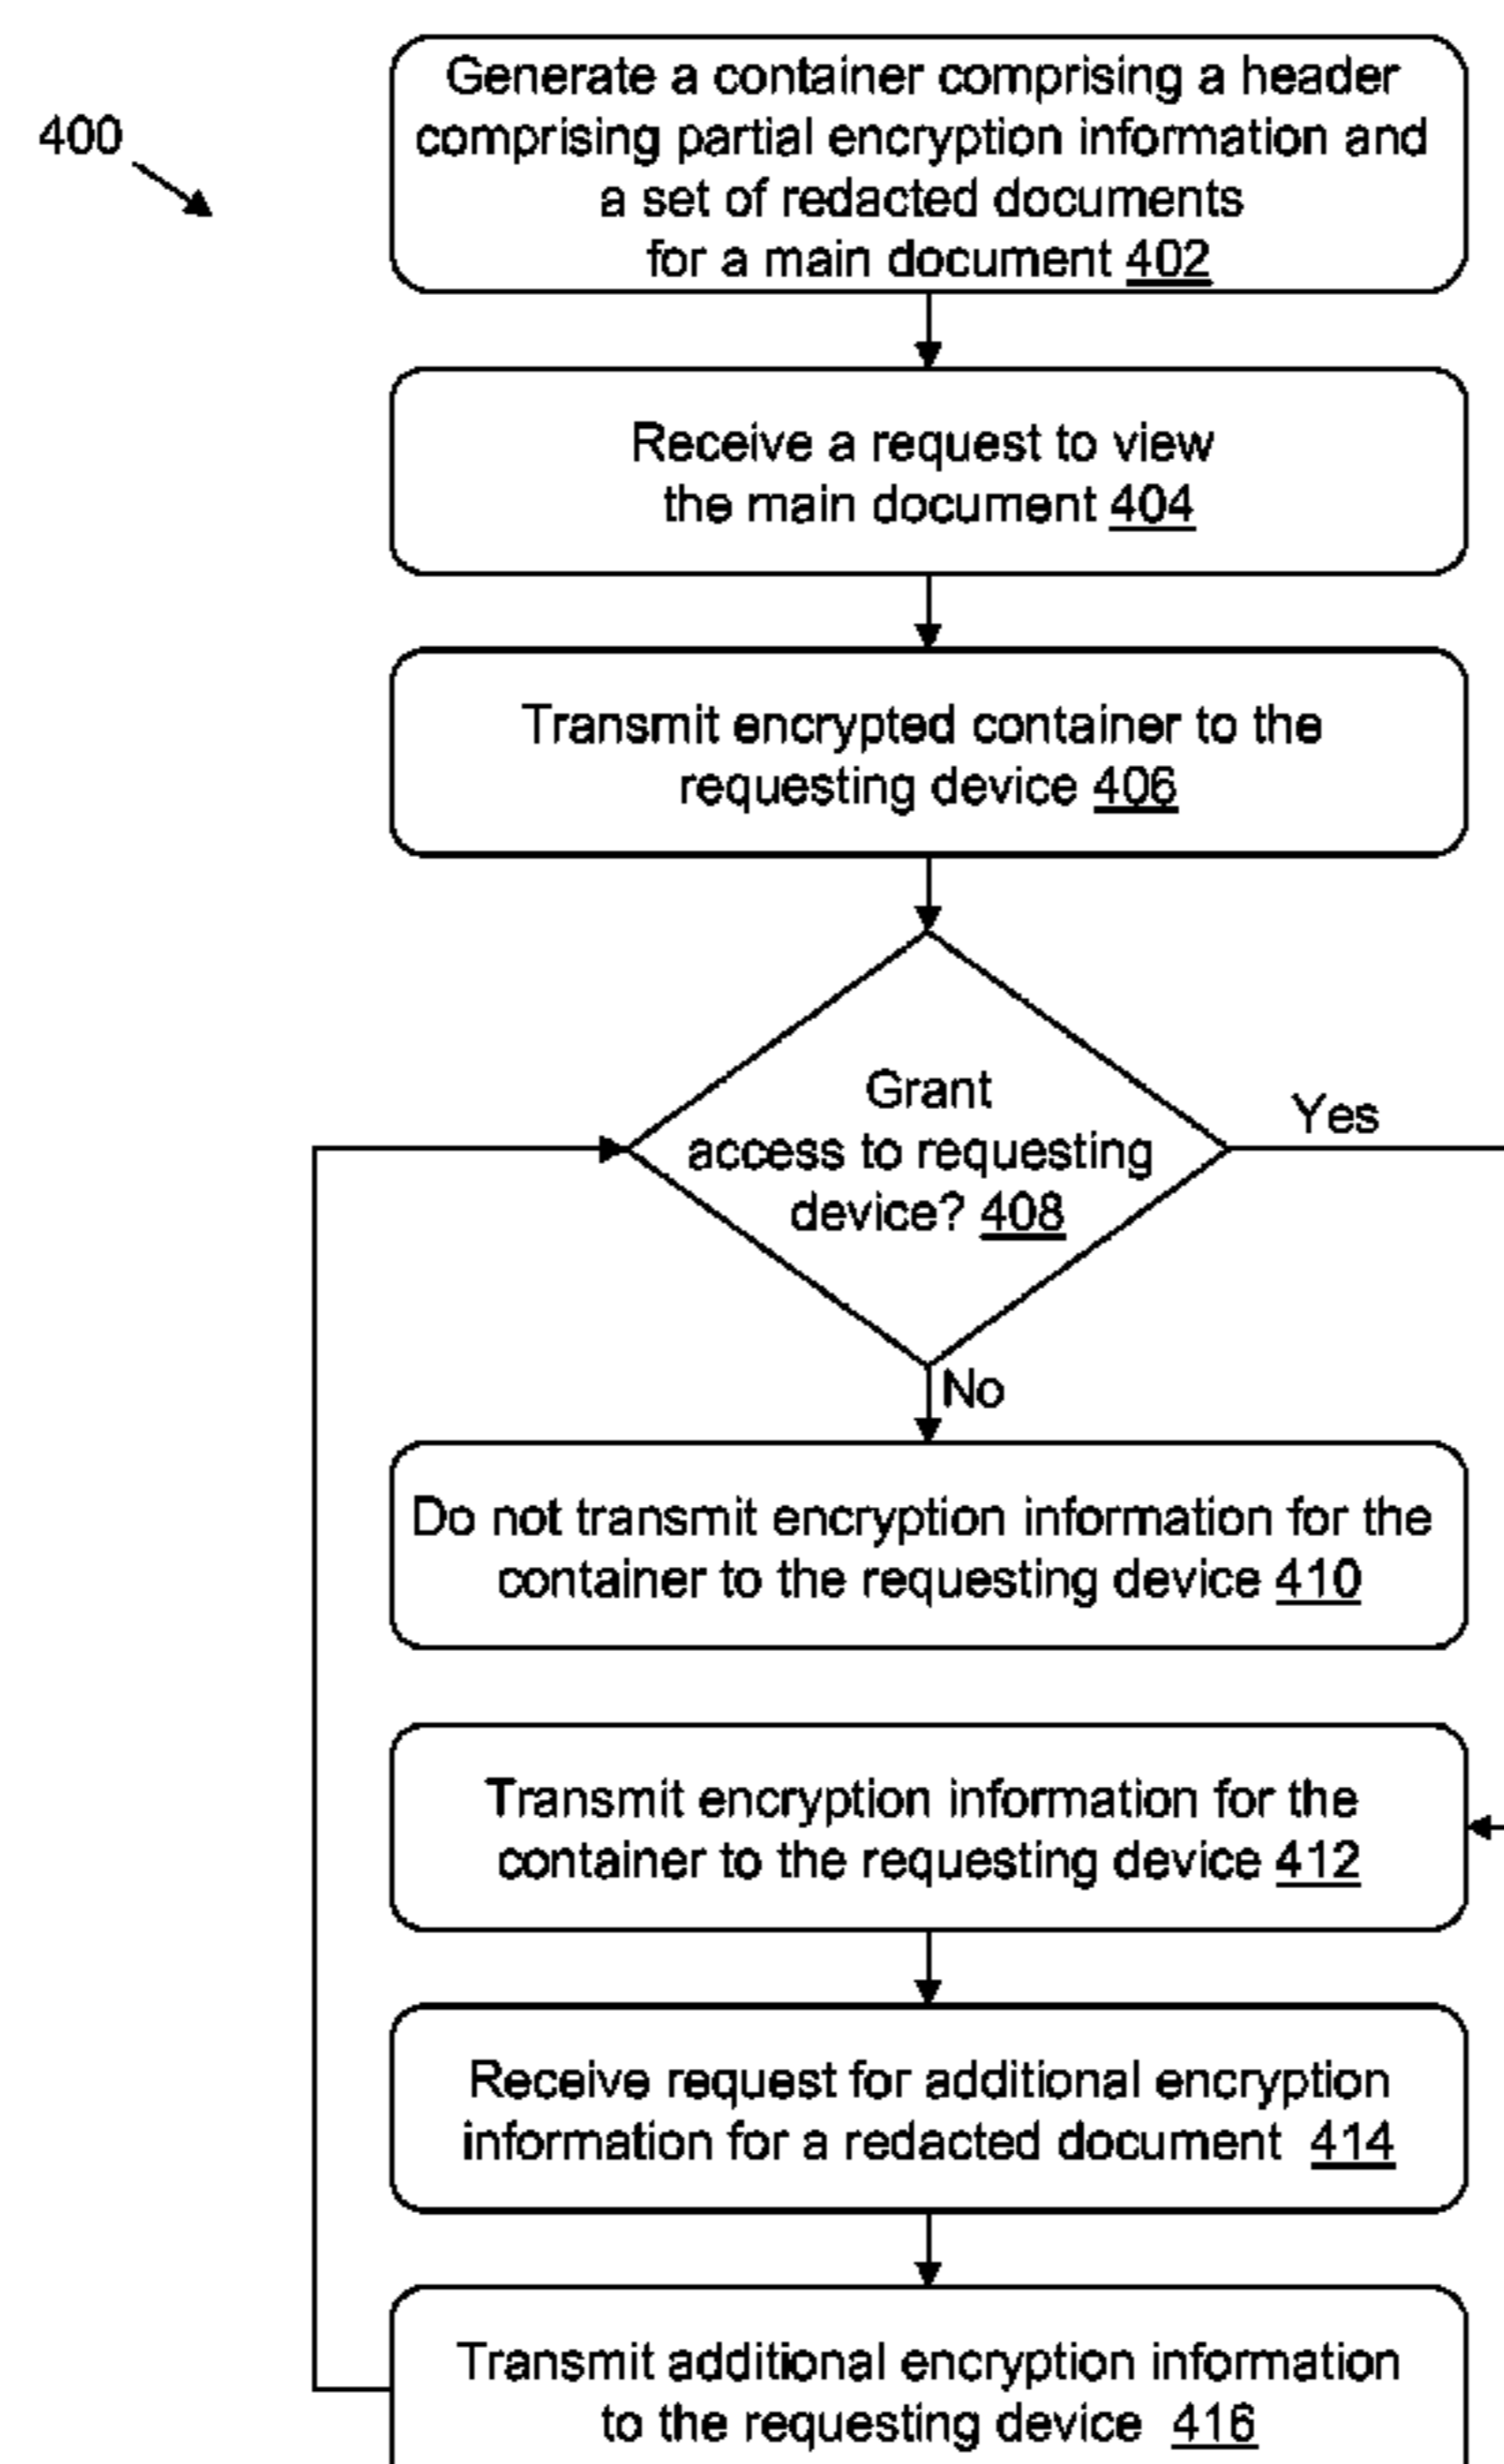 400
Generate a container comprising a header
comprising partial encryption information and
a set of redacted documents
for a main document 402
Receive a request to view
the main document 404
Transmit encrypted container to the
requesting device 406
Grant
access to requesting
device? 408
Yes
No
Do not transmit encryption information for the
container to the requesting device 410
Transmit encryption information for the
container to the requesting device 412
Receive request for additional encryption
information for a redacted document 414
Transmit additional encryption information
to the requesting device 416